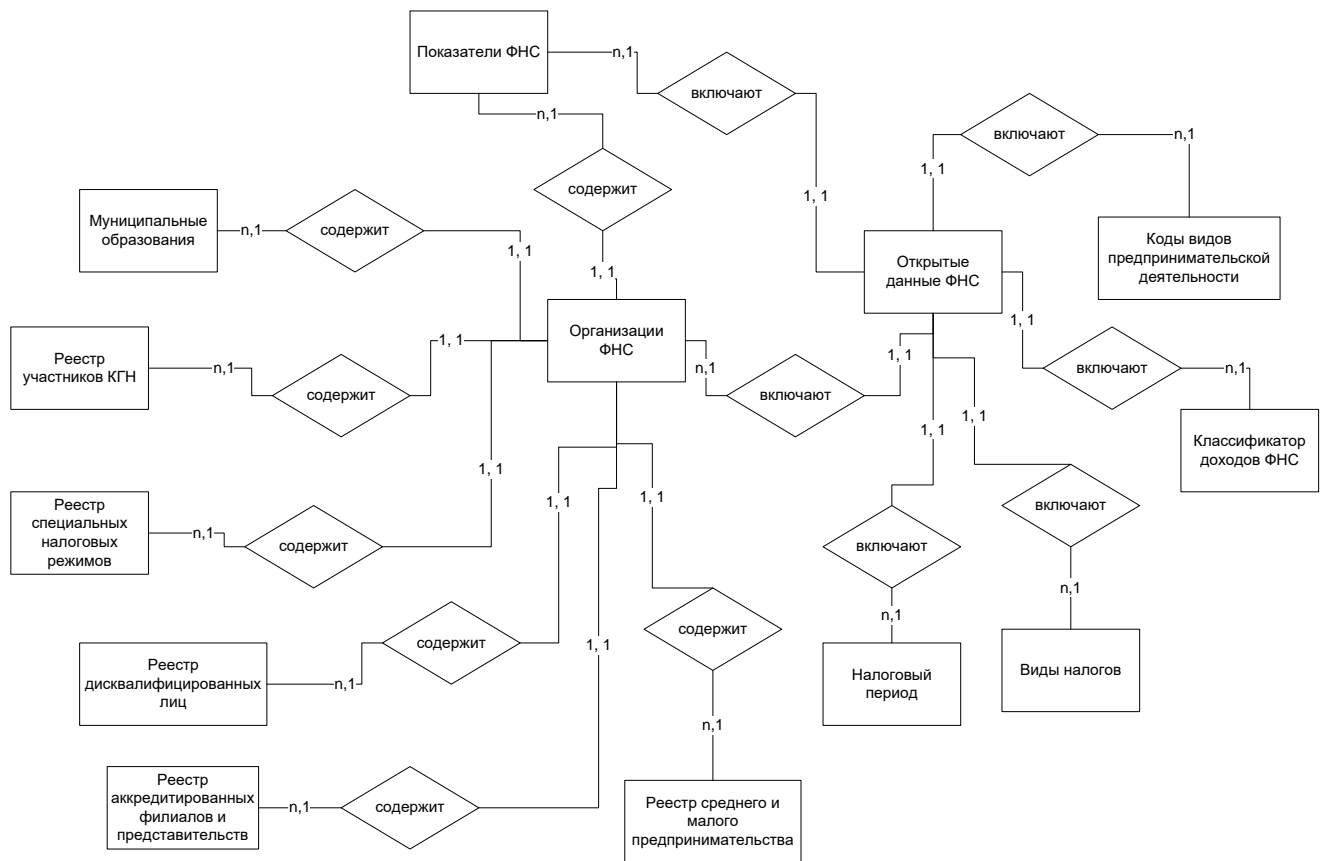 Показатели ФНС
n,1
включают
n,1
включают
n,1
1, 1
содержит
1, 1
Муниципальные
образования
n,1
содержит
1, 1
1, 1
Открытые
данные ФНС
Коды видов
предпринимательской
деятельности
n,1
1, 1
Организации
ФНС
1, 1
Реестр
участников КГН
n,1
содержит
1, 1
n,1
включают
1, 1
включают
n,1
1, 1
1, 1
Классификатор
доходов ФНС
1, 1
Реестр
специальных
налоговых
режимов
n,1
содержит
1, 1
1, 1
включают
включают
n,1
n,1
содержит
1, 1
содержит
Реестр
дисквалифицированных
лиц
n,1
Налоговый
период
Виды налогов
n,1
Реестр
аккредитированных
филиалов и
представительств
n,1
содержит
Реестр среднего и
малого
предпринимательства